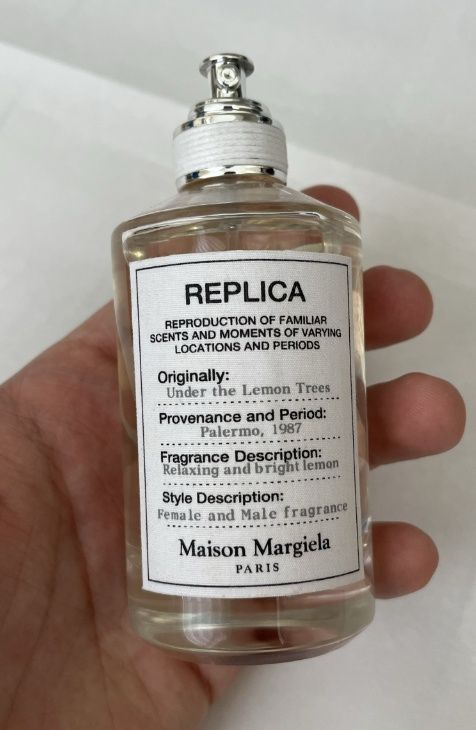 REPLICA
REPRODUCTION OF FAMILIAR
SCENTS AND MOMENTS OF VARYING
LOCATIONS AND PERIODS
Originally:
Under the Lemon Trees
Provenance and Period:
Palermo, 1987
Fragrance Description:
Relaxing and bright lemon
Style Description:
Female and Male fragrance
Maison Margiela
PARIS